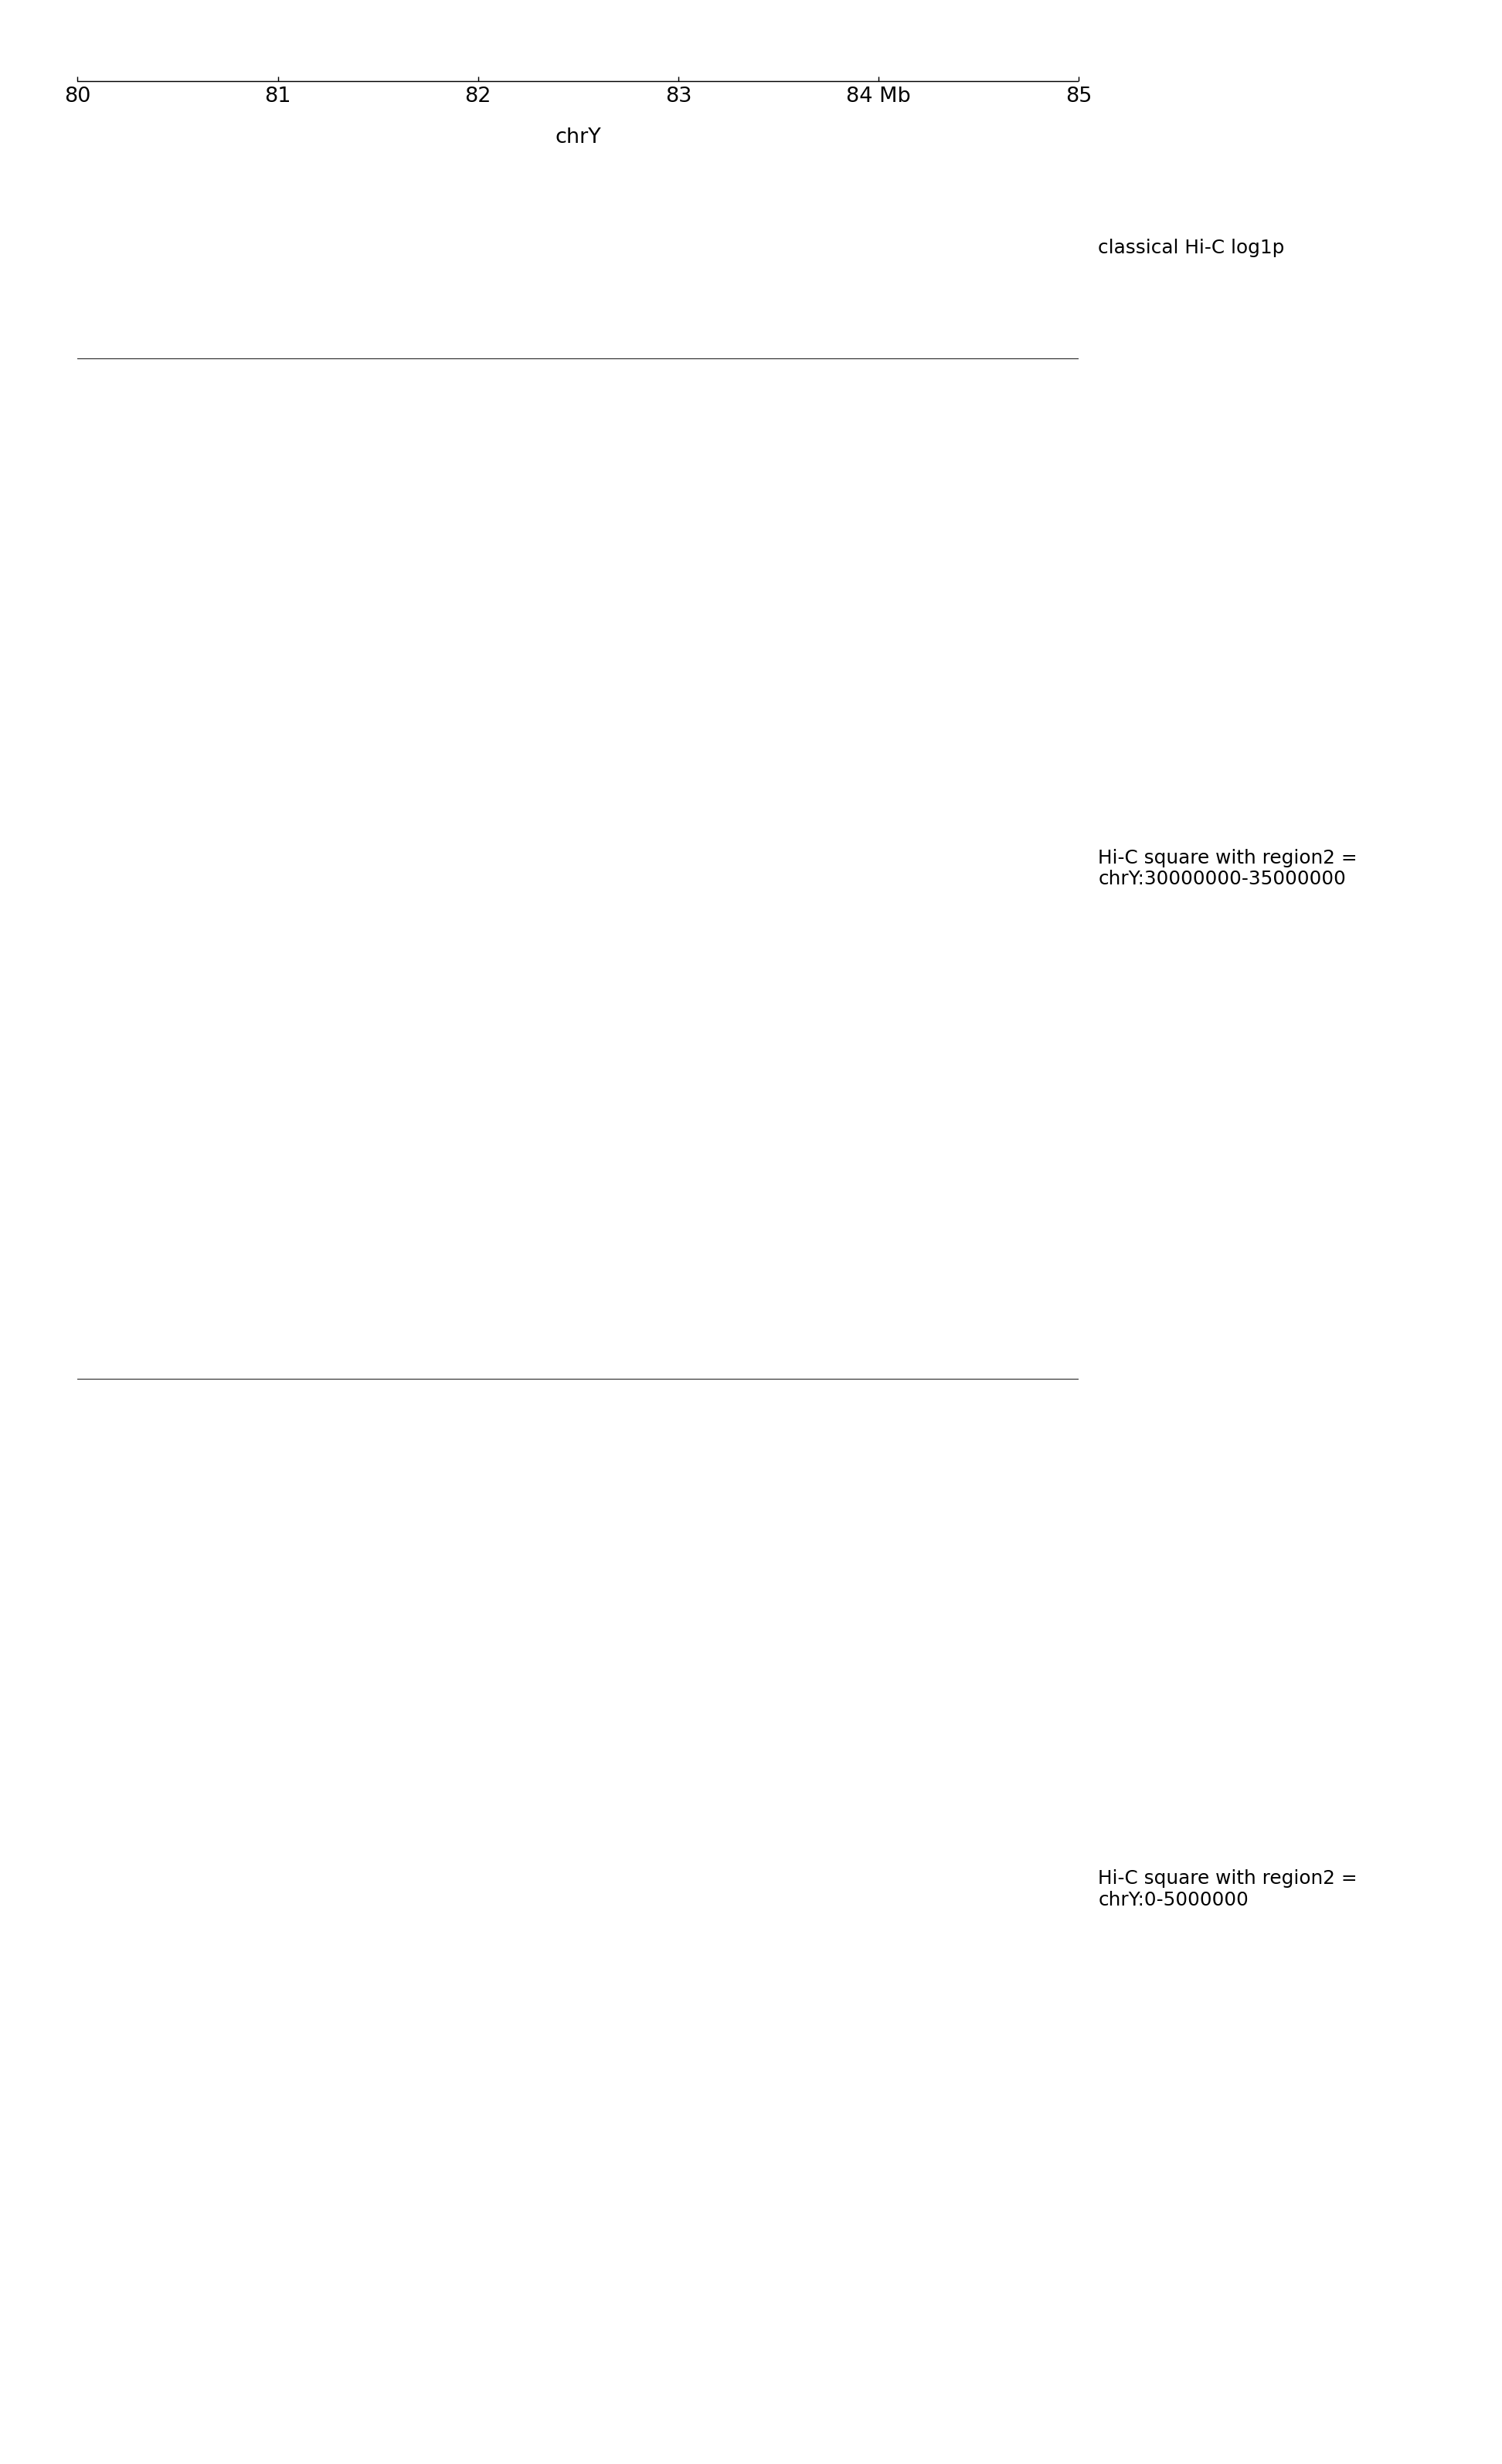 80 81 82 83 84 Mb 85
chrY
classical Hi-C log1p
Hi-C square with region2 =
chrY:30000000-35000000
Hi-C square with region2 =
chrY:0-5000000